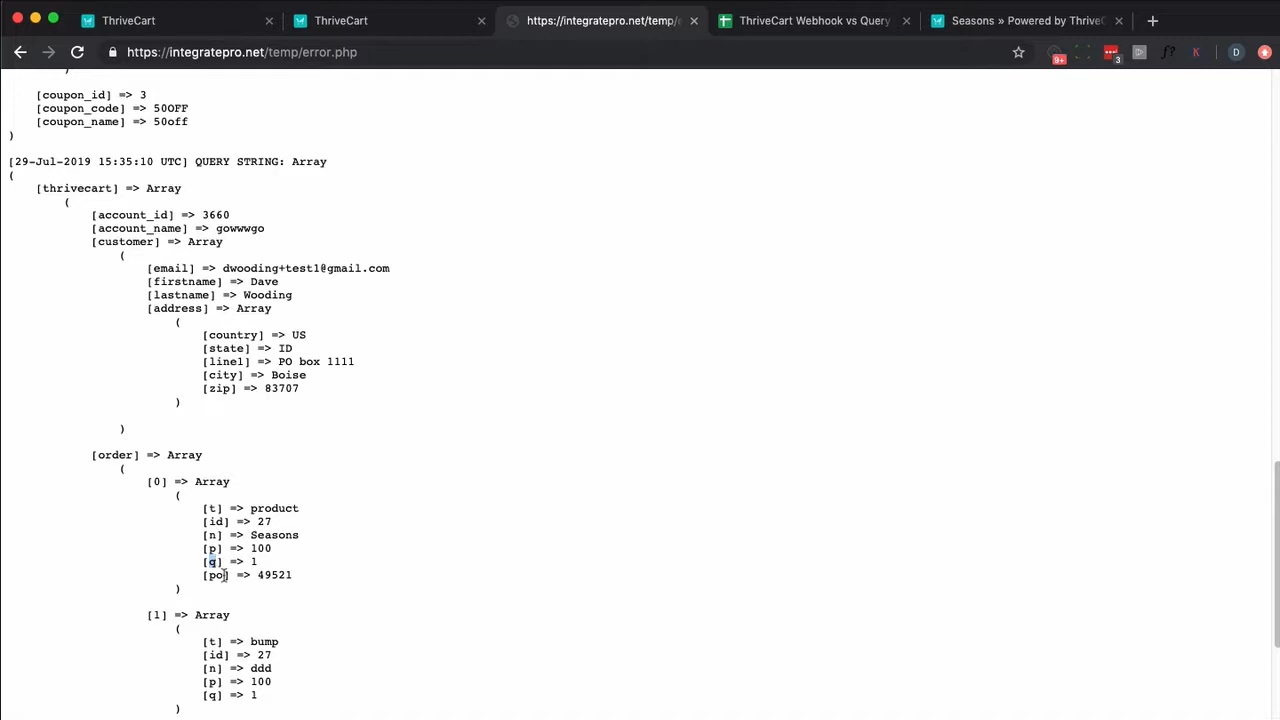 ThriveCart
ThriveCart
https://integratepro.net/temp/e
ThriveCart Webhook vs Query
Seasons » Powered by ThriveC
https://integratepro.net/temp/error.php
9+
3
f?
K
D
)
[coupon_id] => 3
[coupon_code] => 50OFF
[coupon_name] => 50off
)
[29-Jul-2019 15:35:10 UTC] QUERY STRING: Array
(
[thrivecart] => Array
(
[account_id] => 3660
[account_name] => gowwwgo
[customer] => Array
(
[email] => dwooding+test1@gmail.com
[firstname] => Dave
[lastname] => Wooding
[address] => Array
(
[country] => US
[state] => ID
[line1] => PO box 1111
[city] => Boise
[zip] => 83707
)
)
[order] => Array
(
[0] => Array
(
[t] => product
[id] => 27
[n] => Seasons
[p] => 100
[q] => 1
[po] => 49521
)
[1] => Array
(
[t] => bump
[id] => 27
[n] => ddd
[p] => 100
[q] => 1
)